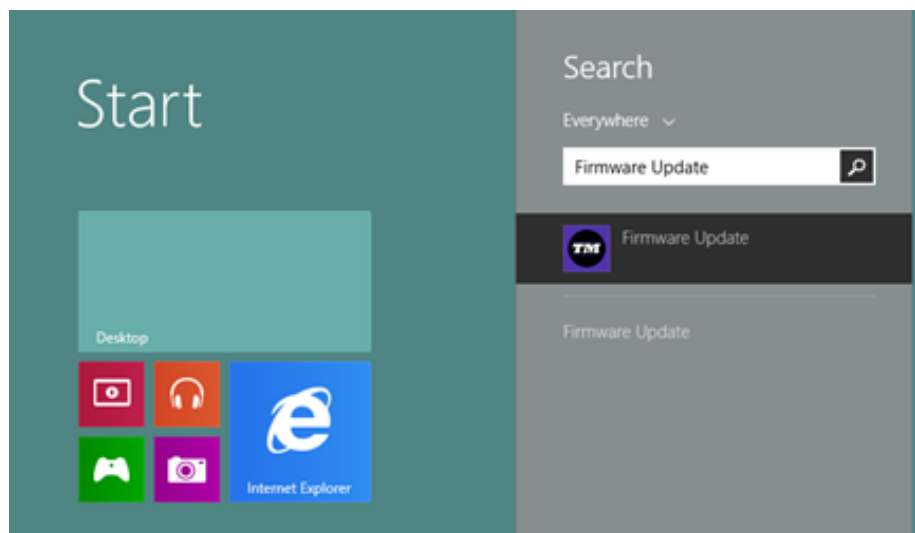 Start
Desktop
Internet Explorer
Search
Everywhere
Firmware Update
TM
Firmware Update
Firmware Update